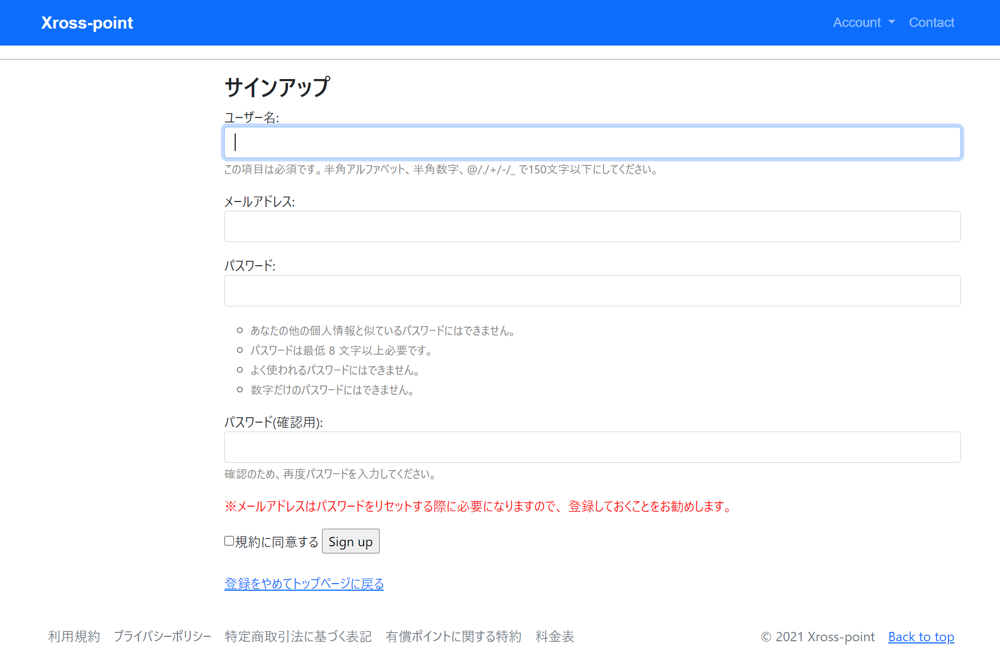 Xross-point
Account
Contact
サインアップ
ユーザー名:
この項目は必須です。半角アルファベット、半角数字、@/./+/-/_ で150文字以下にしてください。
メールアドレス:
パスワード:
あなたの他の個人情報と似ているパスワードにはできません。
パスワードは最低 8 文字以上必要です。
よく使われるパスワードにはできません。
数字だけのパスワードにはできません。
パスワード(確認用):
確認のため、再度パスワードを入力してください。
※メールアドレスはパスワードをリセットする際に必要になりますので、登録しておくことをお勧めします。
規約に同意する Sign up
登録をやめてトップページに戻る
利用規約 プライバシーポリシー 特定商取引法に基づく表記 有償ポイントに関する特約 料金表 © 2021 Xross-point Back to top